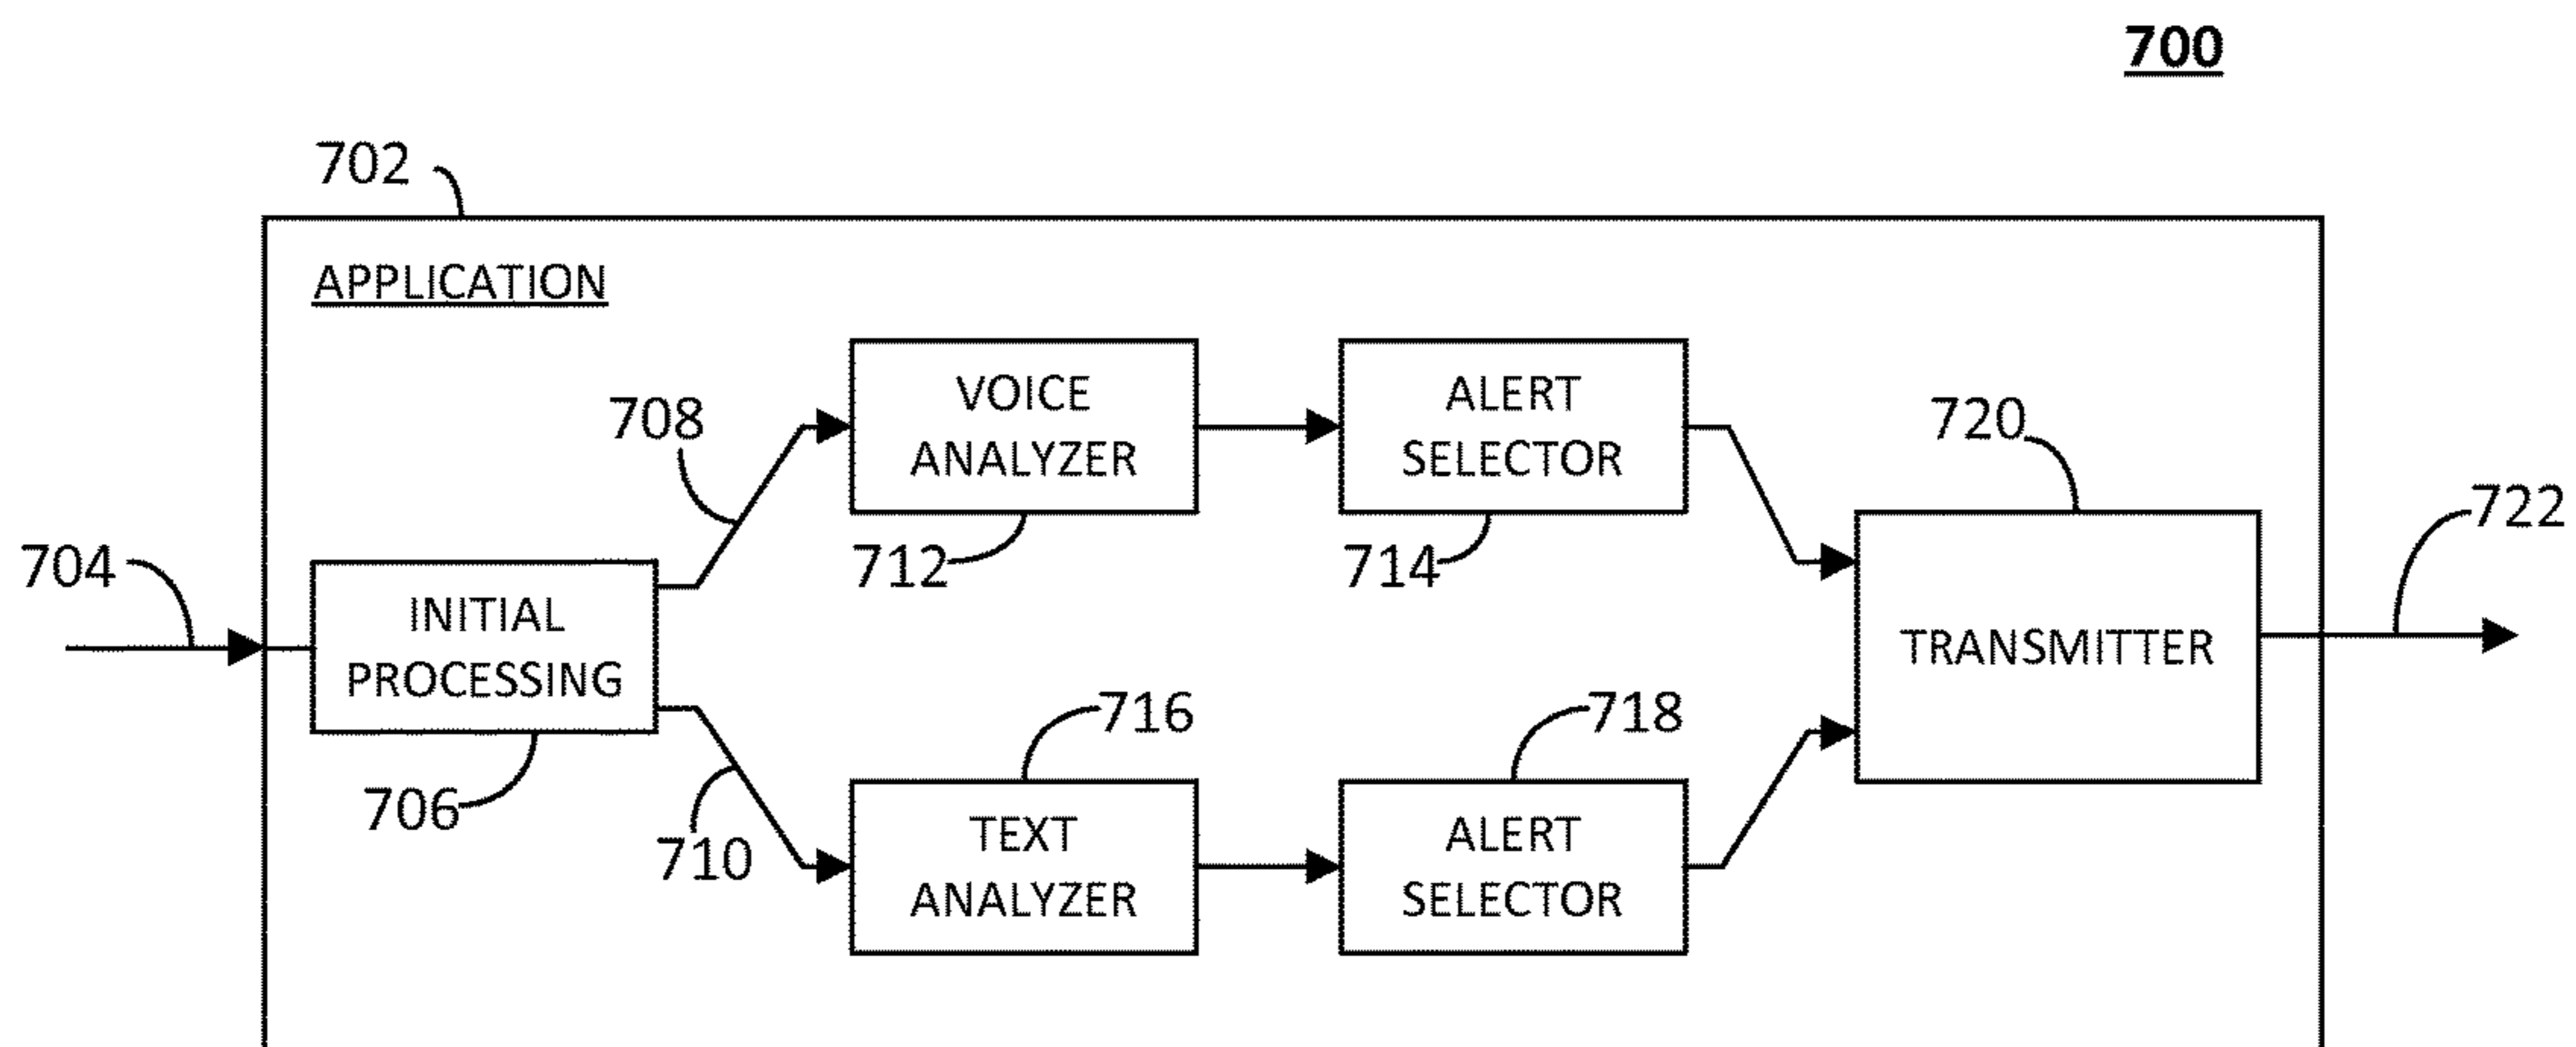 700
702
APPLICATION
708
VOICE
ANALYZER
712
ALERT
SELECTOR
714
720
722
704
INITIAL
PROCESSING
706
710
TRANSMITTER
716
TEXT
ANALYZER
718
ALERT
SELECTOR